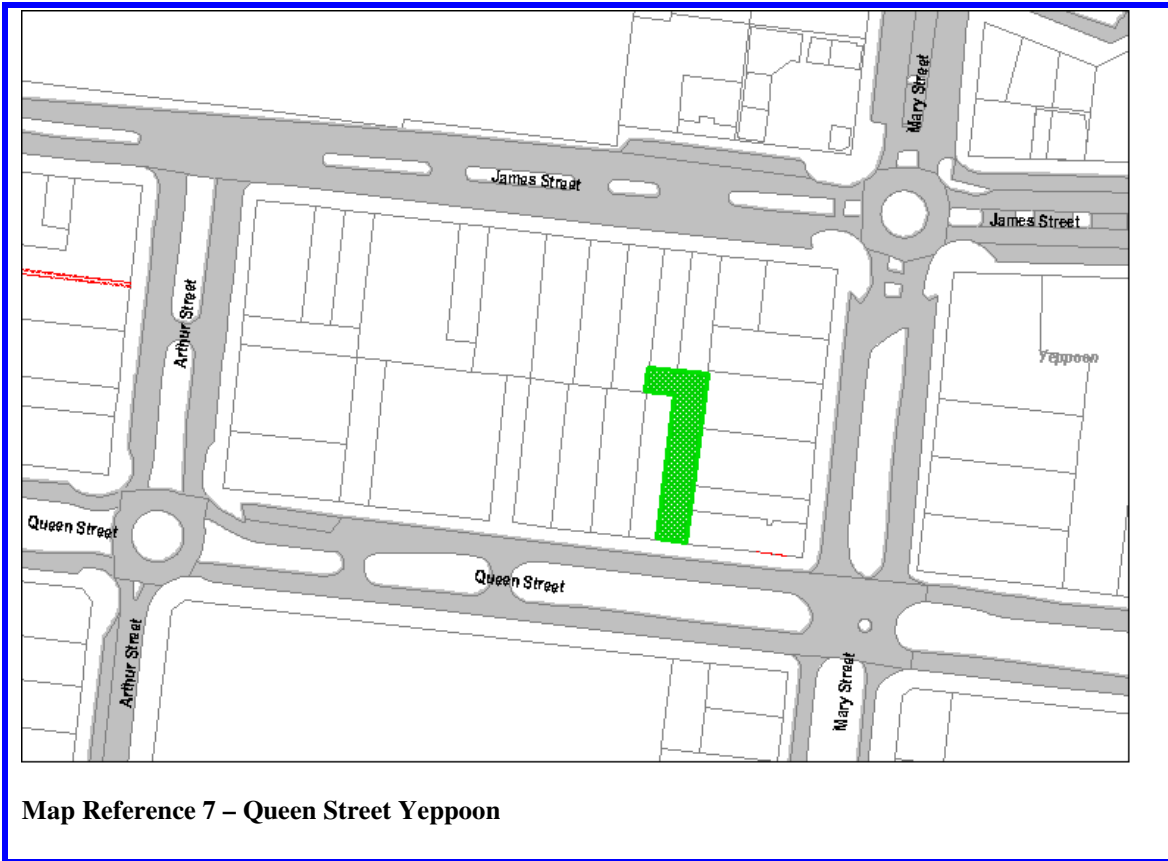 Mary Street
James Street
James Street
Arthur Street
Yeppoon
Queen Street
Queen Street
Arthur Street
Mary Street
Map Reference 7 – Queen Street Yeppoon